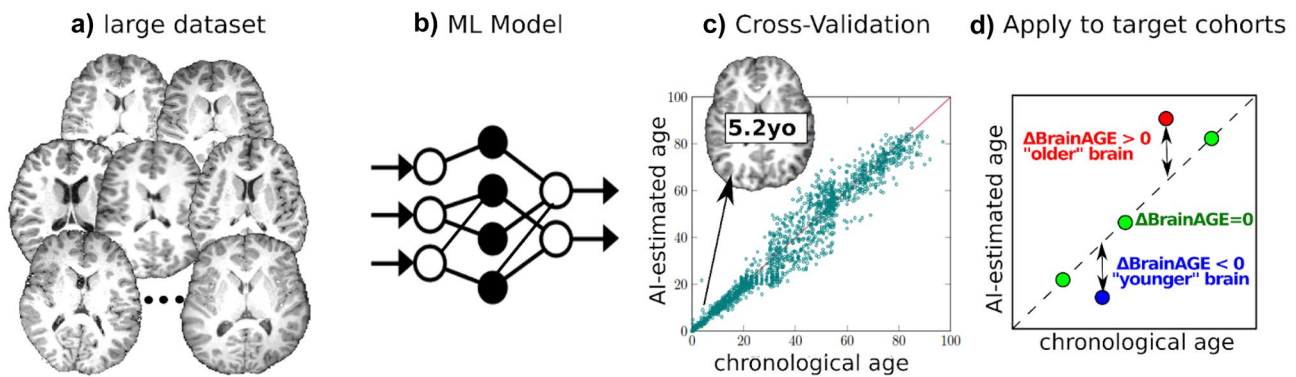 a) large dataset
b) ML Model
c) Cross-Validation
d) Apply to target cohorts
5.2yo
AI-estimated age
100
80
60
40
20
0
0
20
40
60
80
100
chronological age
AI-estimated age
ΔBrainAGE > 0
"older" brain
ΔBrainAGE=0
ΔBrainAGE < 0
"younger" brain
chronological age